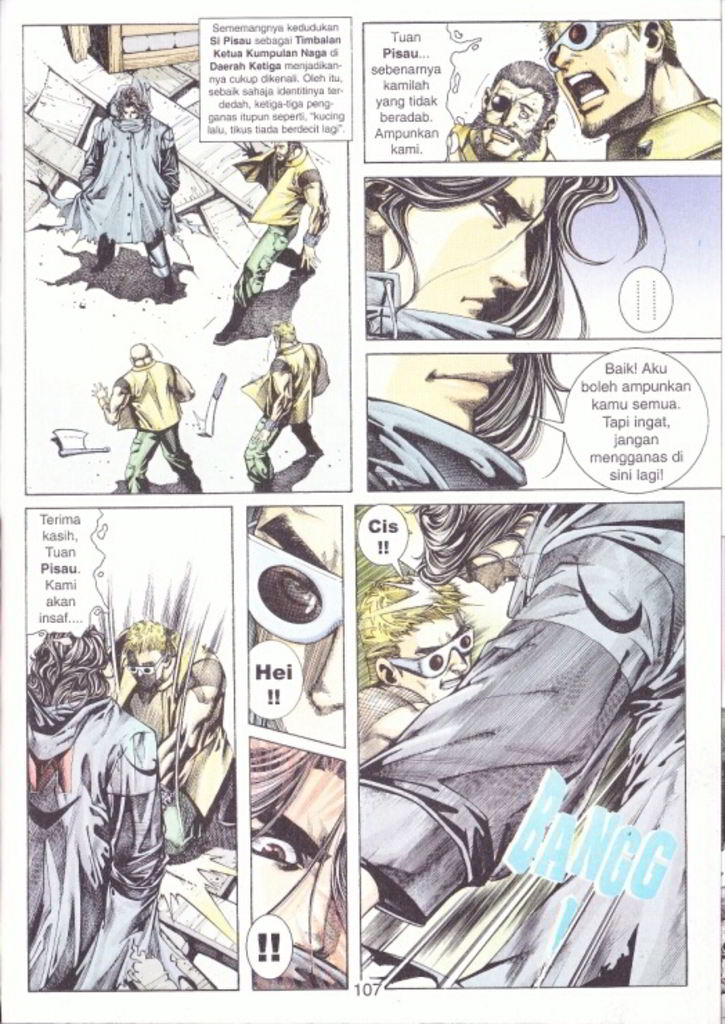 Sememangnya kedudukan
Si Pisau sebagai Timbalan
Ketua Kumpulan Naga di
Daerah Ketiga menjadikan-
nya cukup dikenali. Oleh itu,
sebaik sahaja identitinya ter-
dedah, ketiga-tiga peng-
ganas itupun seperti, "kucing
lalu, tikus tiada berdecit lagi".
Tuan
Pisau...
sebenarnya
kamilah
yang tidak
beradab.
Ampunkan
kami.
Baik! Aku
boleh ampunkan
kamu semua.
Tapi ingat,
jangan
mengganas di
sini lagi!
Terima
kasih,
Tuan
Pisau.
Kami
akan
insaf....
Hei
!!
!!
Cis
!!
BANGG
!
107